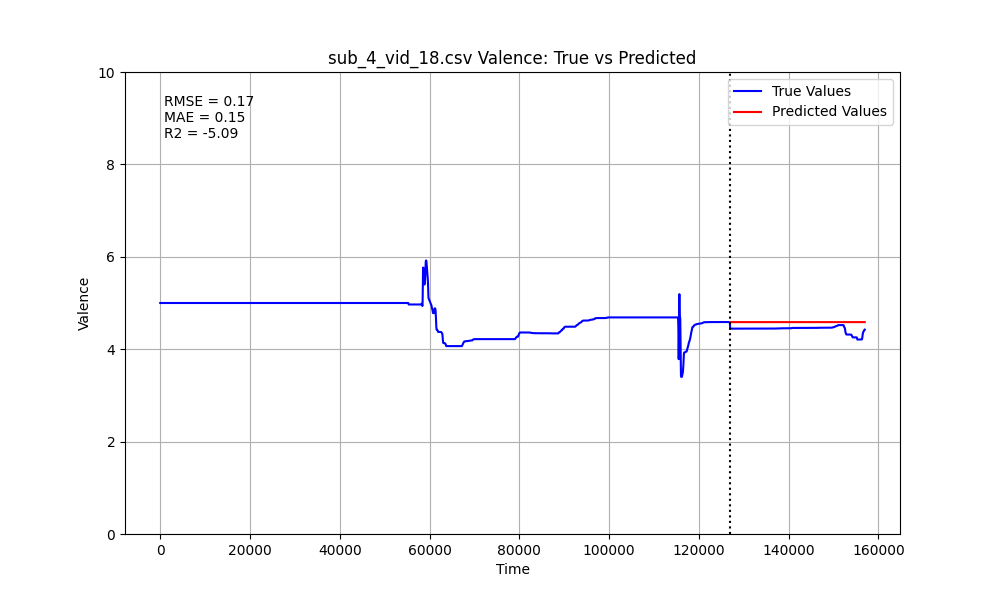 sub_4_vid_18.csv Valence: True vs Predicted
RMSE = 0.17
MAE = 0.15
R2 = -5.09
True Values
Predicted Values
10
8
6
4
2
0
Valence
0 20000 40000 60000 80000 100000 120000 140000 160000
Time